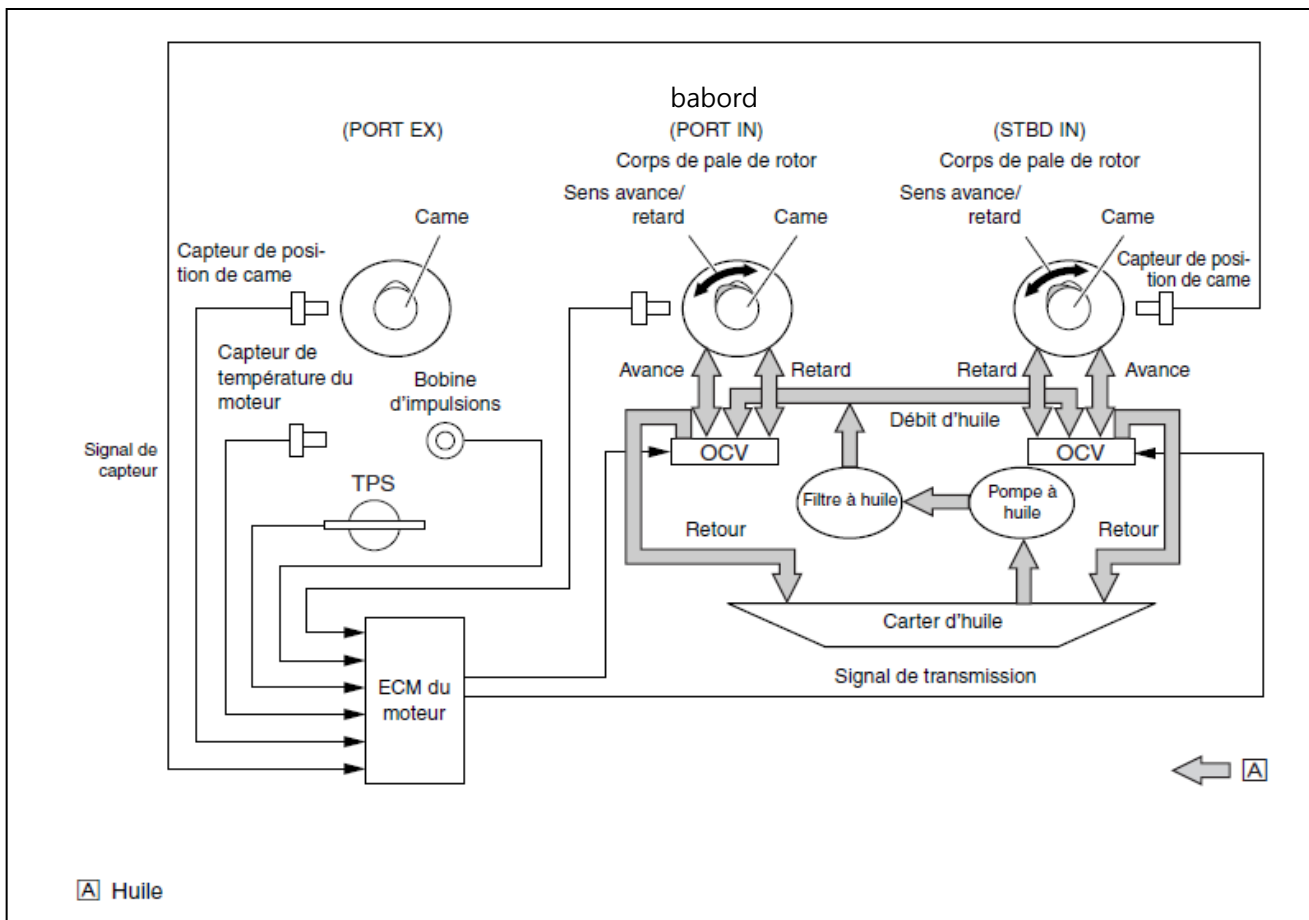 babord
(PORT EX)
(PORT IN)
(STBD IN)
Corps de pale de rotor
Corps de pale de rotor
Sens avance/
retard
Came
Sens avance/
retard
Came
Came
Capteur de posi-
tion de came
Capteur de posi-
tion de came
Capteur de
température du
moteur
Bobine
d'impulsions
Avance
Retard
Retard
Avance
Débit d'huile
Signal de
capteur
OCV
OCV
TPS
Filtre à huile
Pompe à
huile
Retour
Retour
Carter d'huile
Signal de transmission
ECM du
moteur
A
A Huile